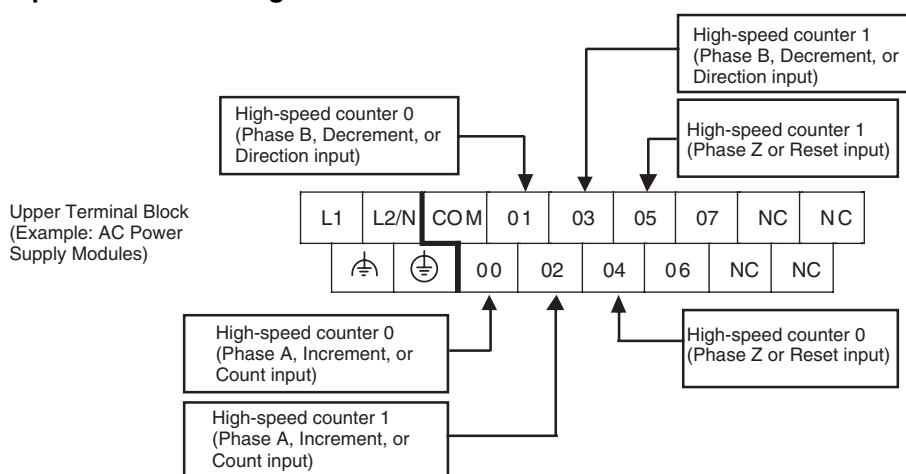 High-speed counter 1
(Phase B, Decrement, or
Direction input)
High-speed counter 0
(Phase B, Decrement, or
Direction input)
High-speed counter 1
(Phase Z or Reset input)
Upper Terminal Block
(Example: AC Power
Supply Modules)
L1 L2/N COM 01 03 05 07 NC NC
00 02 04 06 NC NC
High-speed counter 0
(Phase A, Increment, or
Count input)
High-speed counter 0
(Phase Z or Reset input)
High-speed counter 1
(Phase A, Increment, or
Count input)